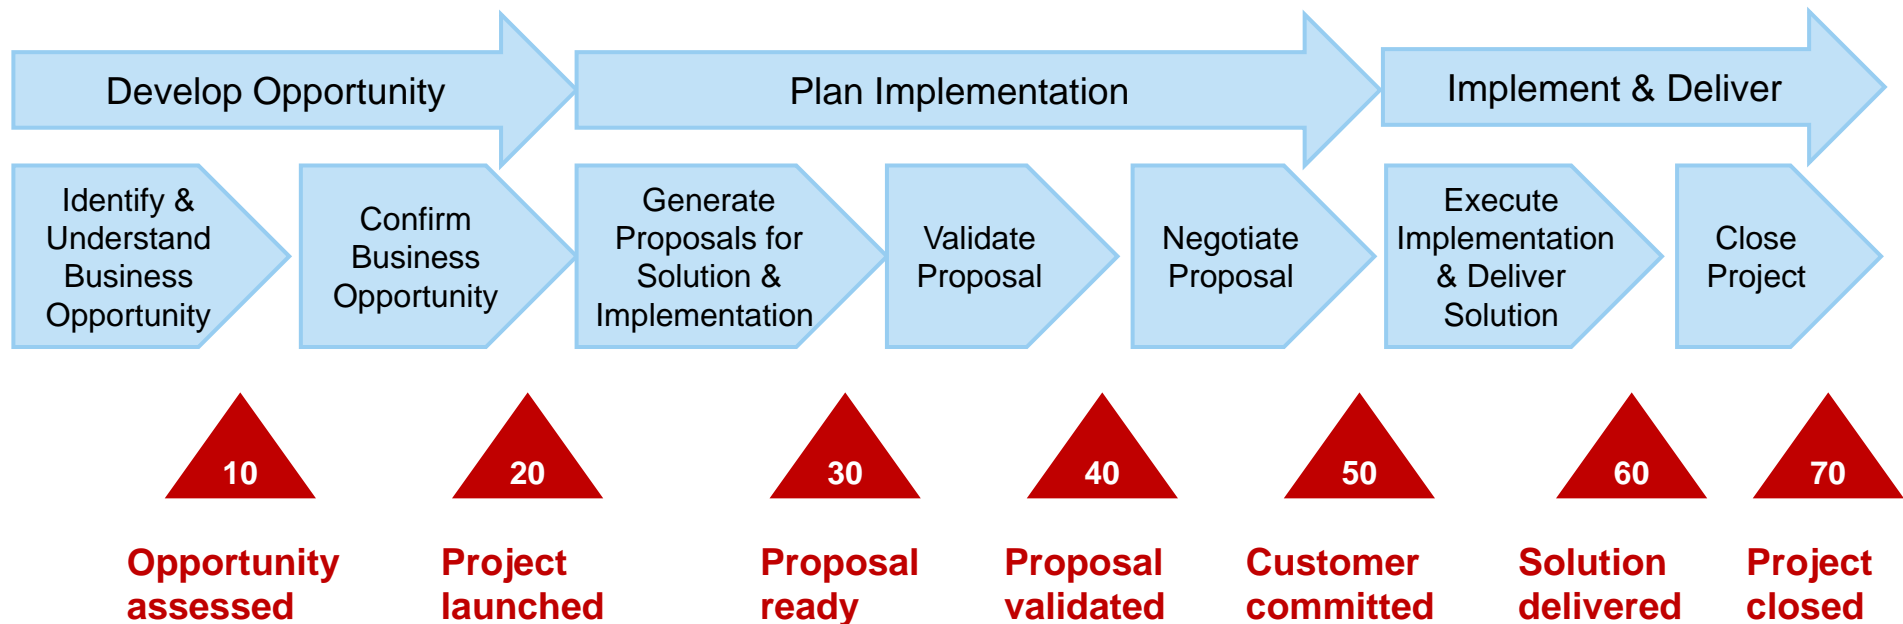 Develop Opportunity
Plan Implementation
Implement & Deliver
Identify &
Understand
Business
Opportunity
Confirm
Business
Opportunity
Generate
Proposals for
Solution &
Implementation
Validate
Proposal
Negotiate
Proposal
Execute
Implementation
& Deliver
Solution
Close
Project
10
20
30
40
50
60
70
Opportunity
assessed
Project
launched
Proposal
ready
Proposal
validated
Customer
committed
Solution
delivered
Project
closed